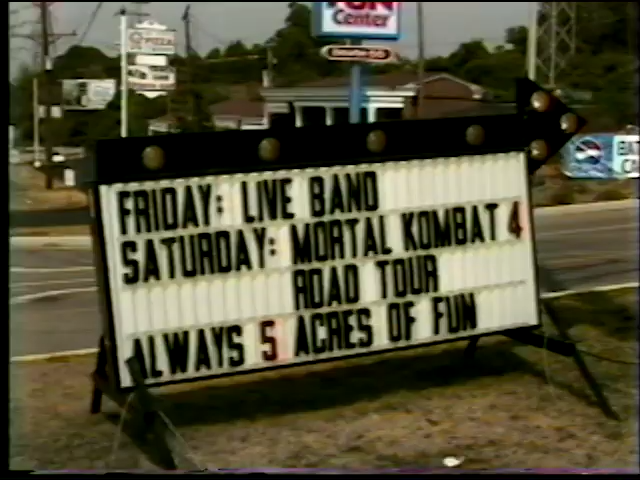 FUN
Center
FRIDAY: LIVE BAND
SATURDAY: MORTAL KOMBAT 4
ROAD TOUR
ALWAYS 5 ACRES OF FUN